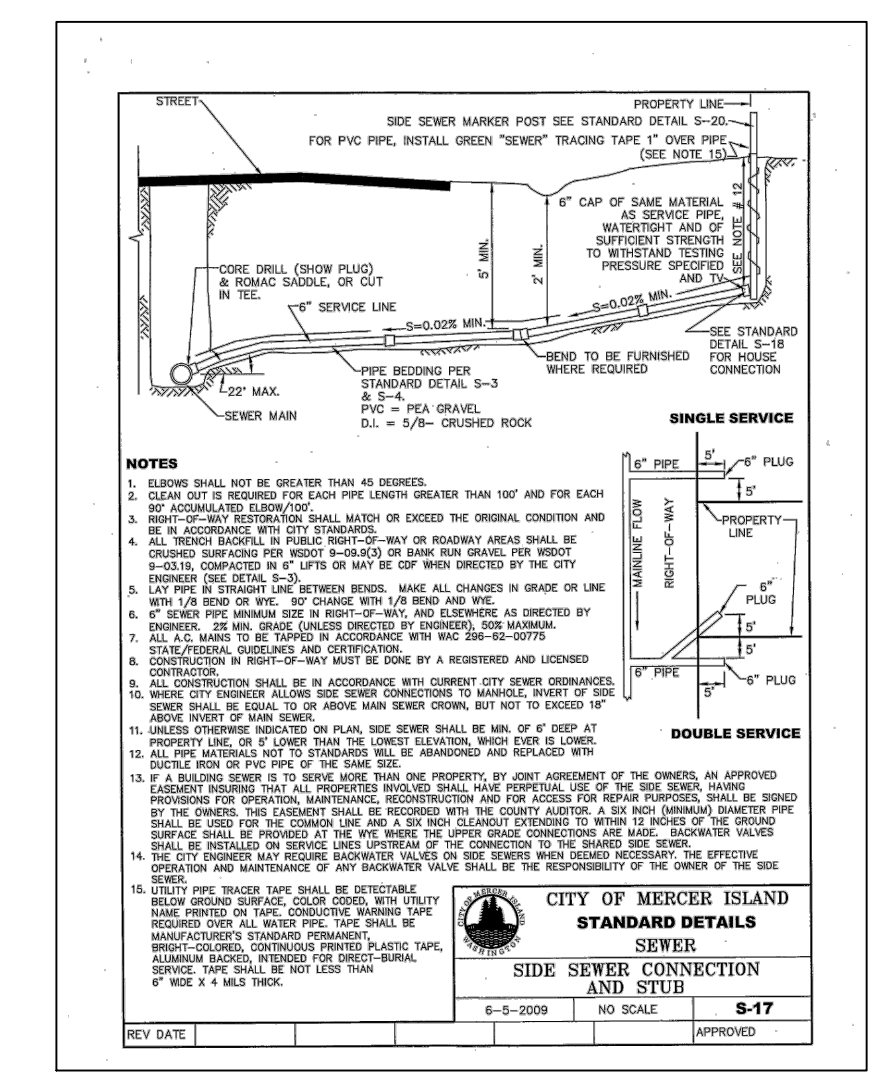 STREET
PROPERTY LINE
SIDE SEWER MARKER POST SEE STANDARD DETAIL S-20.
FOR PVC PIPE, INSTALL GREEN "SEWER" TRACING TAPE 1" OVER PIPE
(SEE NOTE 15)
6" CAP OF SAME MATERIAL
AS SERVICE PIPE,
WATERTIGHT AND OF
SUFFICIENT STRENGTH
TO WITHSTAND TESTING
PRESSURE SPECIFIED
AND TV
SEE NOTE # 12
5' MIN.
2' MIN.
CORE DRILL (SHOW PLUG)
& ROMAC SADDLE, OR CUT
IN TEE.
6" SERVICE LINE
S=0.02% MIN.
S=0.02% MIN.
SEE STANDARD
DETAIL S-18
FOR HOUSE
CONNECTION
BEND TO BE FURNISHED
WHERE REQUIRED
PIPE BEDDING PER
STANDARD DETAIL S-3
& S-4.
PVC = PEA GRAVEL
D.I. = 5/8- CRUSHED ROCK
22° MAX.
SEWER MAIN
SINGLE SERVICE
6" PIPE
5'
6" PLUG
5'
PROPERTY
LINE
MAINLINE FLOW
RIGHT-OF-WAY
6"
PLUG
5'
5'
6" PIPE
5'
6" PLUG
DOUBLE SERVICE
NOTES
1. ELBOWS SHALL NOT BE GREATER THAN 45 DEGREES.
2. CLEAN OUT IS REQUIRED FOR EACH PIPE LENGTH GREATER THAN 100' AND FOR EACH
90° ACCUMULATED ELBOW/100'.
3. RIGHT-OF-WAY RESTORATION SHALL MATCH OR EXCEED THE ORIGINAL CONDITION AND
BE IN ACCORDANCE WITH CITY STANDARDS.
4. ALL TRENCH BACKFILL IN PUBLIC RIGHT-OF-WAY OR ROADWAY AREAS SHALL BE
CRUSHED SURFACING PER WSDOT 9-09.9(3) OR BANK RUN GRAVEL PER WSDOT
9-03.19, COMPACTED IN 6" LIFTS OR MAY BE CDF WHEN DIRECTED BY THE CITY
ENGINEER (SEE DETAIL S-3).
5. LAY PIPE IN STRAIGHT LINE BETWEEN BENDS. MAKE ALL CHANGES IN GRADE OR LINE
WITH 1/8 BEND OR WYE. 90° CHANGE WITH 1/8 BEND AND WYE.
6. 6" SEWER PIPE MINIMUM SIZE IN RIGHT-OF-WAY, AND ELSEWHERE AS DIRECTED BY
ENGINEER. 2% MIN. GRADE (UNLESS DIRECTED BY ENGINEER), 50% MAXIMUM.
7. ALL A.C. MAINS TO BE TAPPED IN ACCORDANCE WITH WAC 296-62-00775
STATE/FEDERAL GUIDELINES AND CERTIFICATION.
8. CONSTRUCTION IN RIGHT-OF-WAY MUST BE DONE BY A REGISTERED AND LICENSED
CONTRACTOR.
9. ALL CONSTRUCTION SHALL BE IN ACCORDANCE WITH CURRENT CITY SEWER ORDINANCES.
10. WHERE CITY ENGINEER ALLOWS SIDE SEWER CONNECTIONS TO MANHOLE, INVERT OF SIDE
SEWER SHALL BE EQUAL TO OR ABOVE MAIN SEWER CROWN, BUT NOT TO EXCEED 18"
ABOVE INVERT OF MAIN SEWER.
11. UNLESS OTHERWISE INDICATED ON PLAN, SIDE SEWER SHALL BE MIN. OF 6' DEEP AT
PROPERTY LINE, OR 5' LOWER THAN THE LOWEST ELEVATION, WHICH EVER IS LOWER.
12. ALL PIPE MATERIALS NOT TO STANDARDS WILL BE ABANDONED AND REPLACED WITH
DUCTILE IRON OR PVC PIPE OF THE SAME SIZE.
13. IF A BUILDING SEWER IS TO SERVE MORE THAN ONE PROPERTY, BY JOINT AGREEMENT OF THE OWNERS, AN APPROVED
EASEMENT INSURING THAT ALL PROPERTIES INVOLVED SHALL HAVE PERPETUAL USE OF THE SIDE SEWER, HAVING
PROVISIONS FOR OPERATION, MAINTENANCE, RECONSTRUCTION AND FOR ACCESS FOR REPAIR PURPOSES, SHALL BE SIGNED
BY THE OWNERS. THIS EASEMENT SHALL BE RECORDED WITH THE COUNTY AUDITOR. A SIX INCH (MINIMUM) DIAMETER PIPE
SHALL BE USED FOR THE COMMON LINE AND A SIX INCH CLEANOUT EXTENDING TO WITHIN 12 INCHES OF THE GROUND
SURFACE SHALL BE PROVIDED AT THE WYE WHERE THE UPPER GRADE CONNECTIONS ARE MADE. BACKWATER VALVES
SHALL BE INSTALLED ON SERVICE LINES UPSTREAM OF THE CONNECTION TO THE SHARED SIDE SEWER.
14. THE CITY ENGINEER MAY REQUIRE BACKWATER VALVES ON SIDE SEWERS WHEN DEEMED NECESSARY. THE EFFECTIVE
OPERATION AND MAINTENANCE OF ANY BACKWATER VALVE SHALL BE THE RESPONSIBILITY OF THE OWNER OF THE SIDE
SEWER.
15. UTILITY PIPE TRACER TAPE SHALL BE DETECTABLE
BELOW GROUND SURFACE, COLOR CODED, WITH UTILITY
NAME PRINTED ON TAPE. CONDUCTIVE WARNING TAPE
REQUIRED OVER ALL WATER PIPE. TAPE SHALL BE
MANUFACTURER'S STANDARD PERMANENT,
BRIGHT-COLORED, CONTINUOUS PRINTED PLASTIC TAPE,
ALUMINUM BACKED, INTENDED FOR DIRECT-BURIAL
SERVICE. TAPE SHALL BE NOT LESS THAN
6" WIDE X 4 MILS THICK.
CITY OF MERCER ISLAND
WASHINGTON
CITY OF MERCER ISLAND
STANDARD DETAILS
SEWER
SIDE SEWER CONNECTION
AND STUB
6-5-2009
NO SCALE
S-17
REV DATE
APPROVED